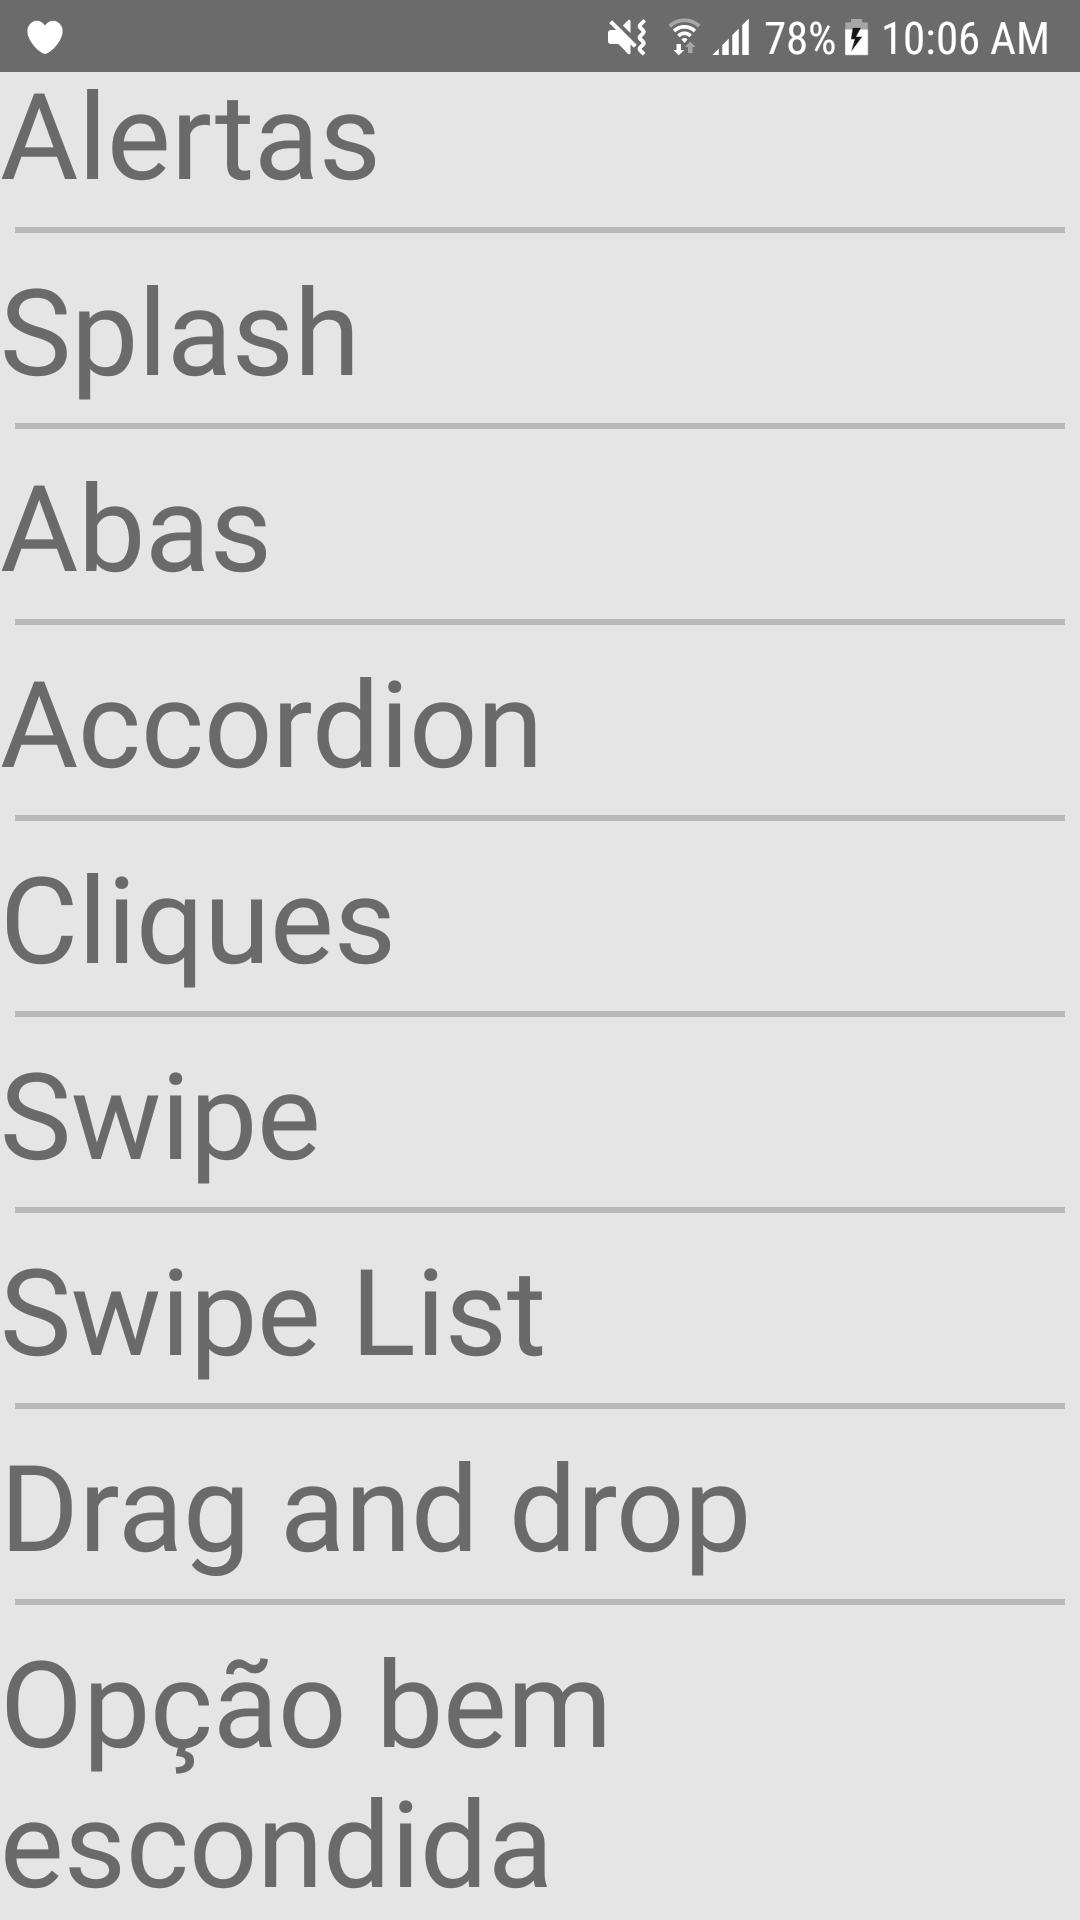 78% 10:06 AM
Alertas
Splash
Abas
Accordion
Cliques
Swipe
Swipe List
Drag and drop
Opção bem
escondida